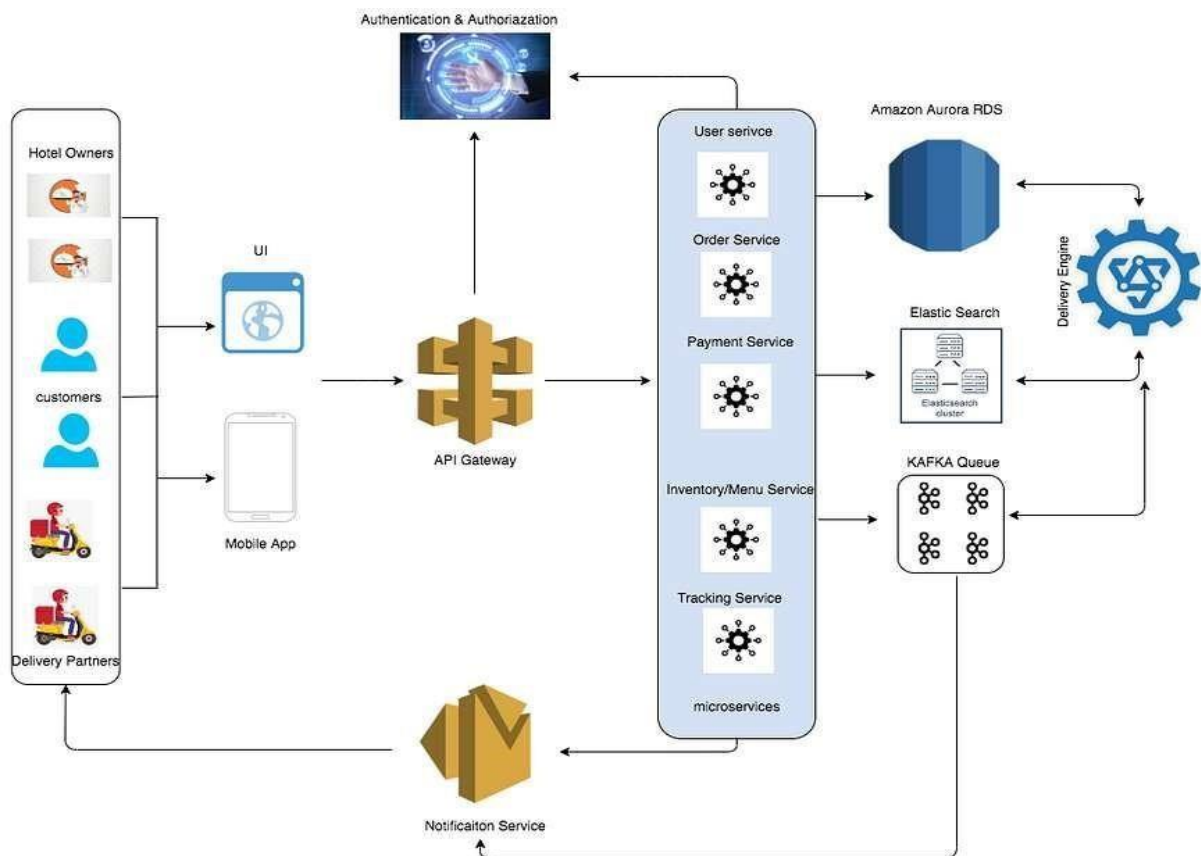 Authentication & Authoriazation
Hotel Owners
customers
Delivery Partners
UI
Mobile App
API Gateway
User serivce
Order Service
Payment Service
Inventory/Menu Service
Tracking Service
microservices
Amazon Aurora RDS
Elastic Search
Elasticsearch
cluster
KAFKA Queue
Delivery Engine
Notificaiton Service